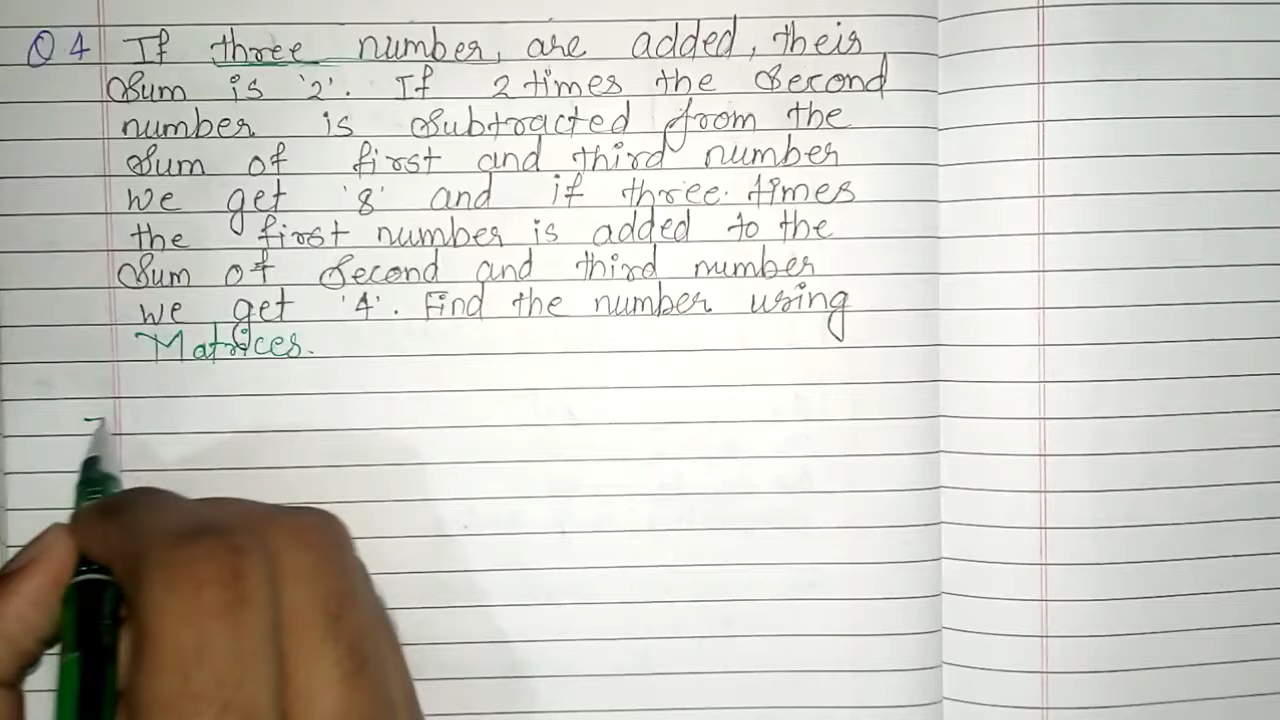 Q 4 If three number, are added, their
Sum is '2'. If 2 times the Second
number is Subtracted from the
Sum of first and third number
we get '8' and if three times
the first number is added to the
Sum of Second and third number
we get '4'. Find the number using
Matrices.